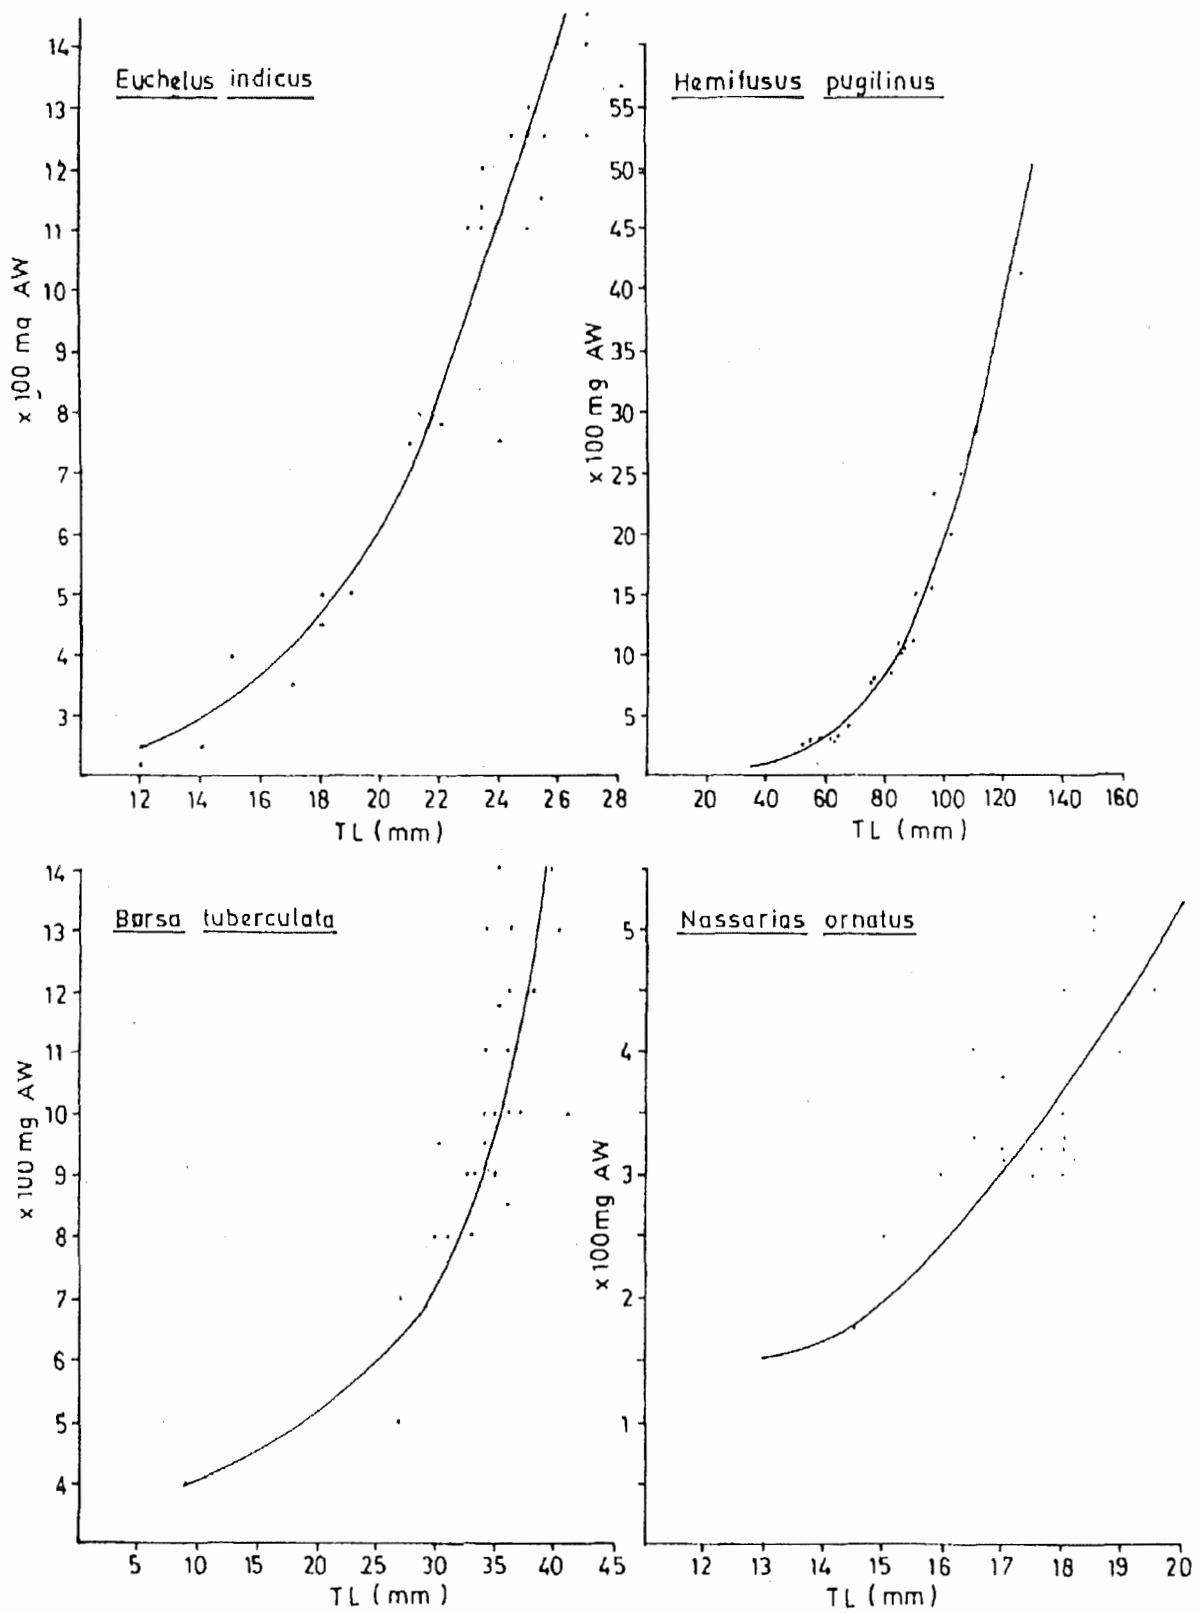 Euchelus indicus
14
13
12
11
10
9
8
7
6
5
4
3
x 100 mg AW
12 14 16 18 20 22 24 26 28
TL (mm)
Hemifusus pugilinus
55
50
45
40
35
30
25
20
15
10
5
x 100 mg AW
20 40 60 80 100 120 140 160
TL (mm)
Bursa tuberculata
14
13
12
11
10
9
8
7
6
5
4
x 100 mg AW
5 10 15 20 25 30 35 40 45
TL (mm)
Nassarias ornatus
5
4
3
2
1
x 100mg AW
12 13 14 15 16 17 18 19 20
TL (mm)